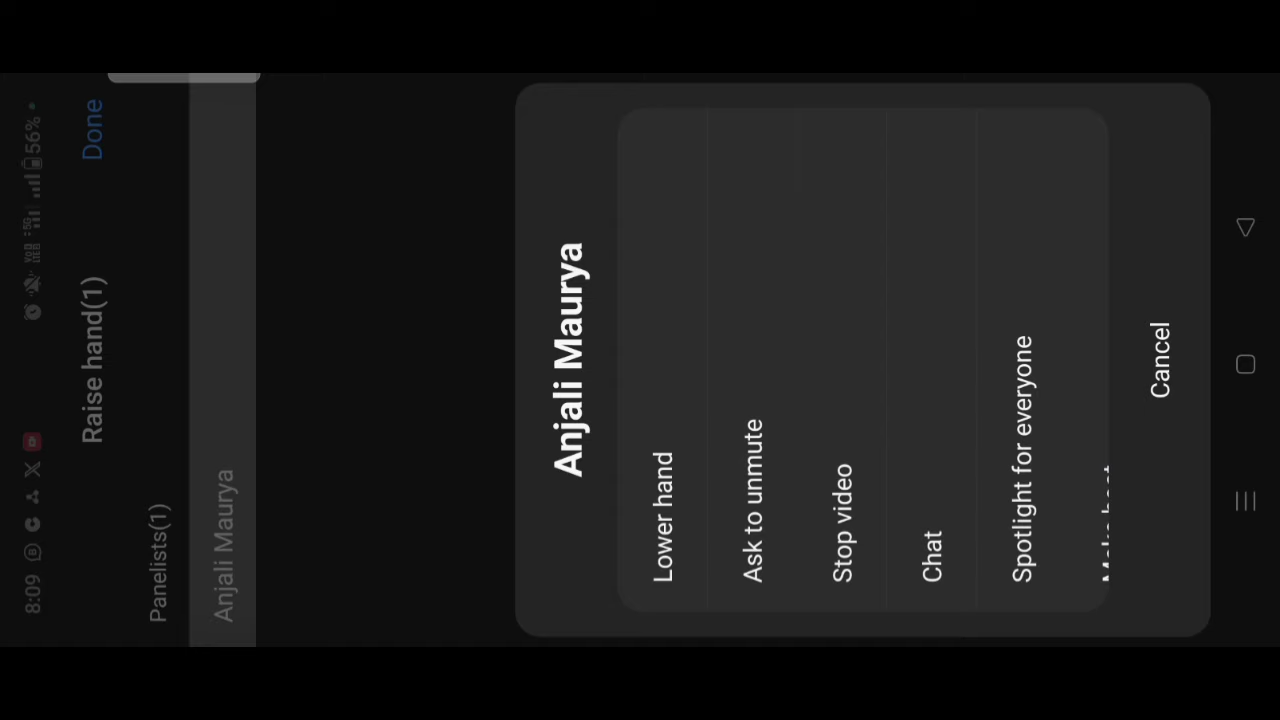 8:09 56%
Raise hand(1) Done
Panelists(1)
Anjali Maurya
Anjali Maurya
Lower hand
Ask to unmute
Stop video
Chat
Spotlight for everyone
Cancel